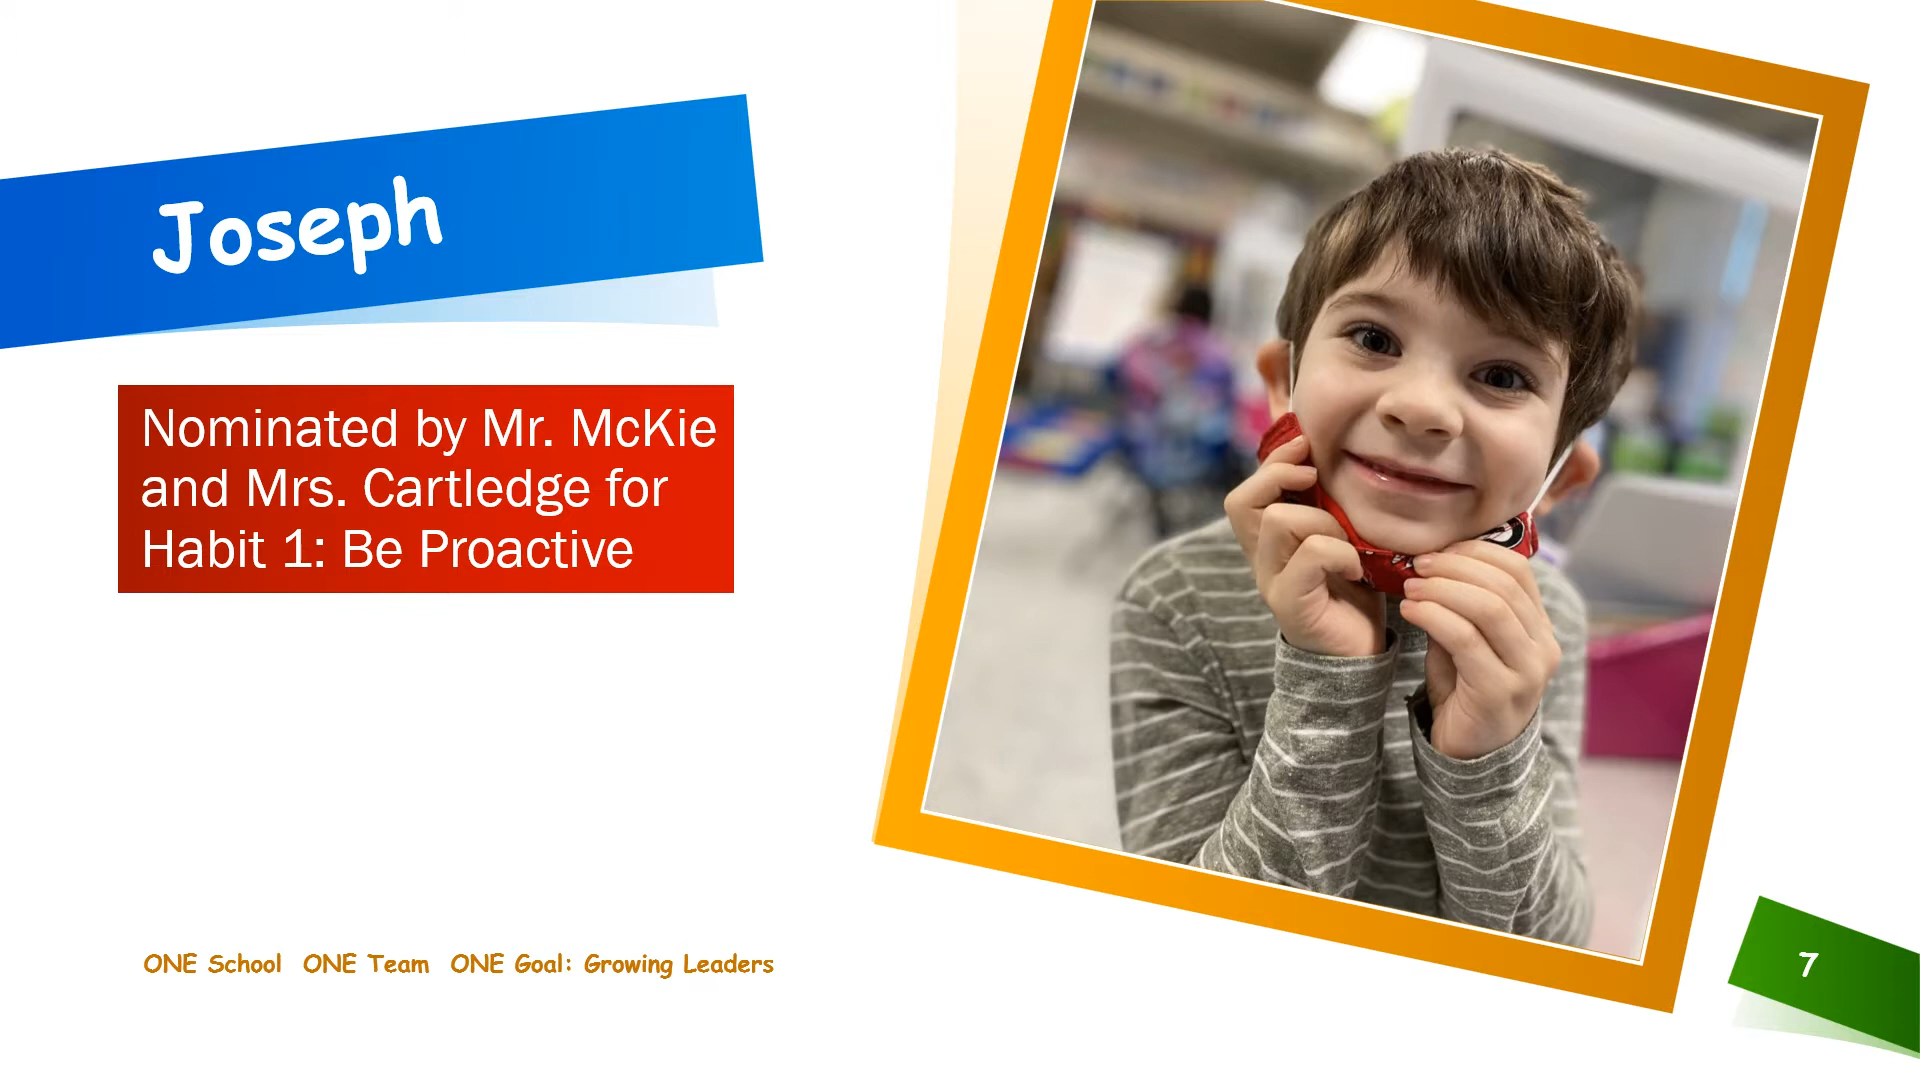 Joseph
Nominated by Mr. McKie
and Mrs. Cartledge for
Habit 1: Be Proactive
ONE School  ONE Team  ONE Goal: Growing Leaders
7